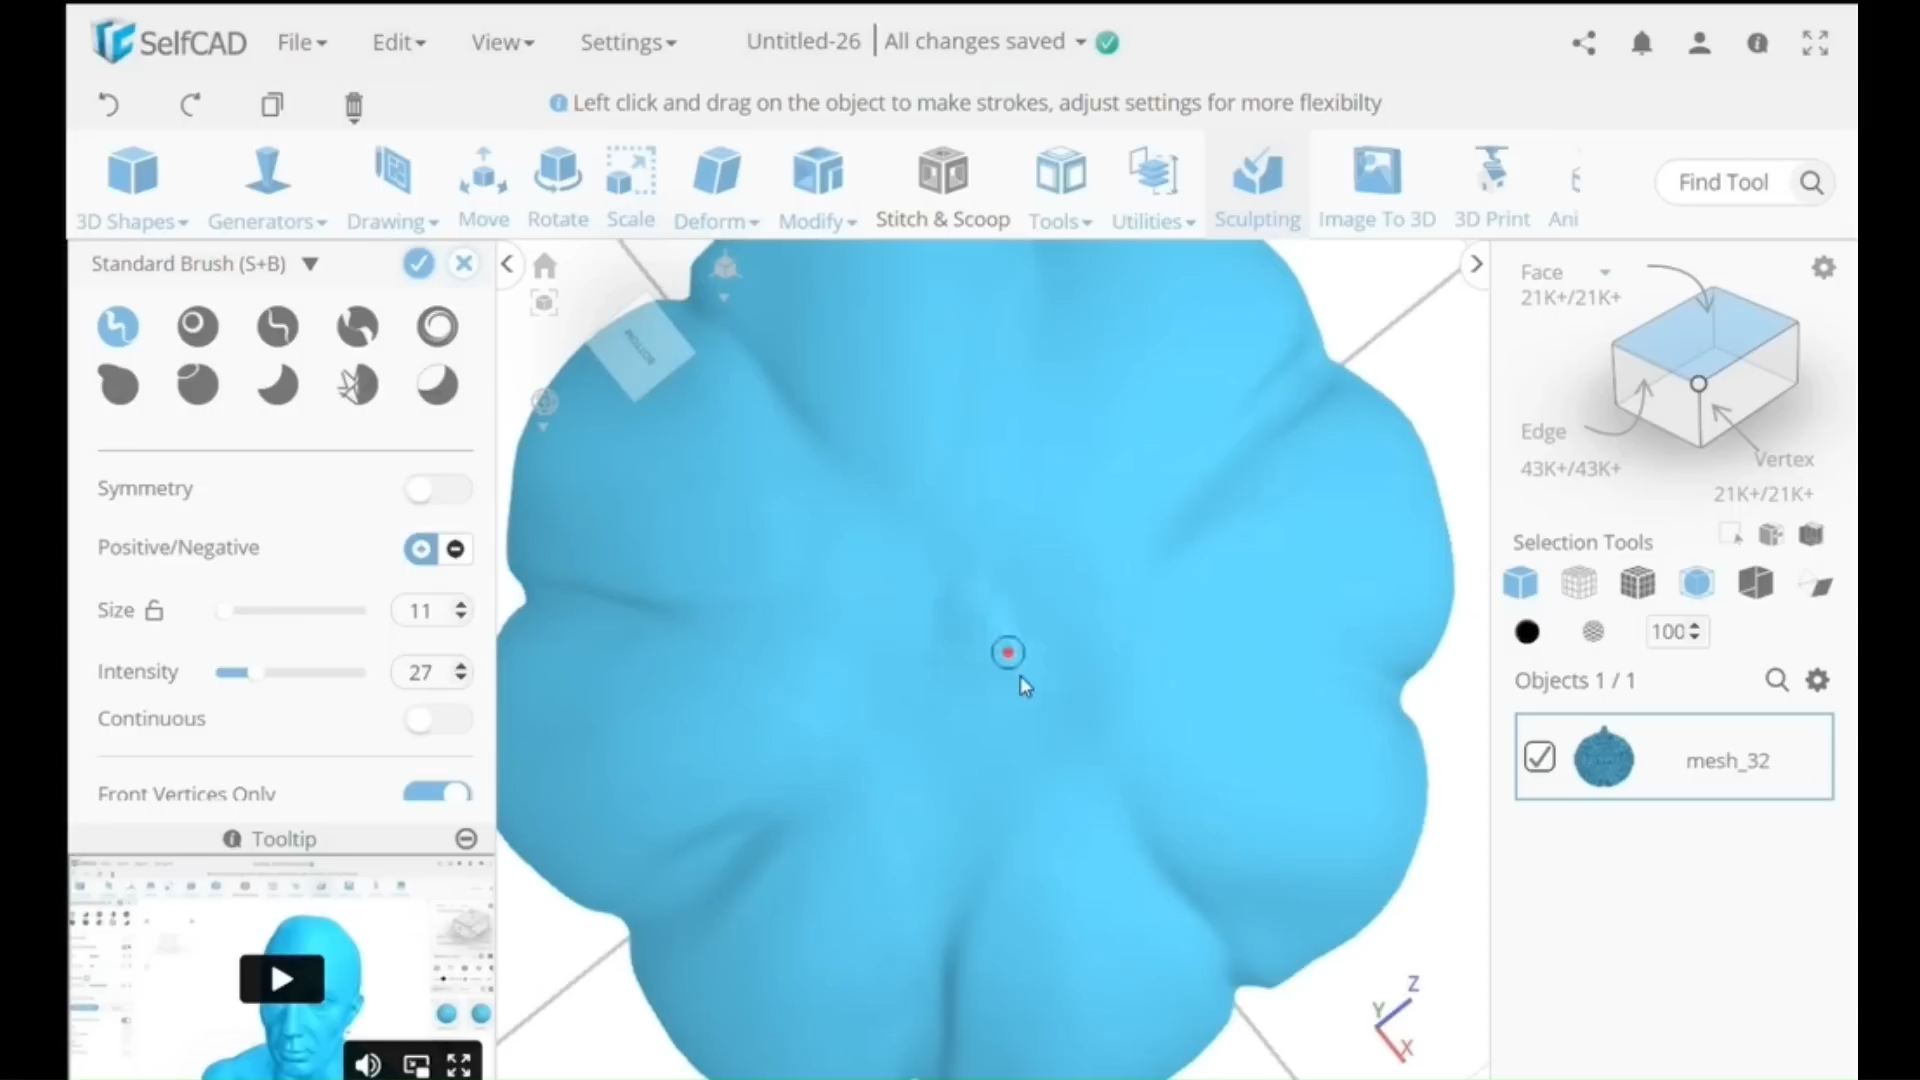 SelfCAD File Edit View Settings Untitled-26 All changes saved
Left click and drag on the object to make strokes, adjust settings for more flexibilty
3D Shapes Generators Drawing Move Rotate Scale Deform Modify Stitch & Scoop Tools Utilities Sculpting Image To 3D 3D Print Ani Find Tool
Standard Brush (S+B)
Symmetry
Positive/Negative
Size 11
Intensity 27
Continuous
Front Vertices Only
Tooltip
BOTTOM
Face
21K+/21K+
Edge
43K+/43K+
Vertex
21K+/21K+
Selection Tools
100
Objects 1 / 1
mesh_32
Z
Y
X